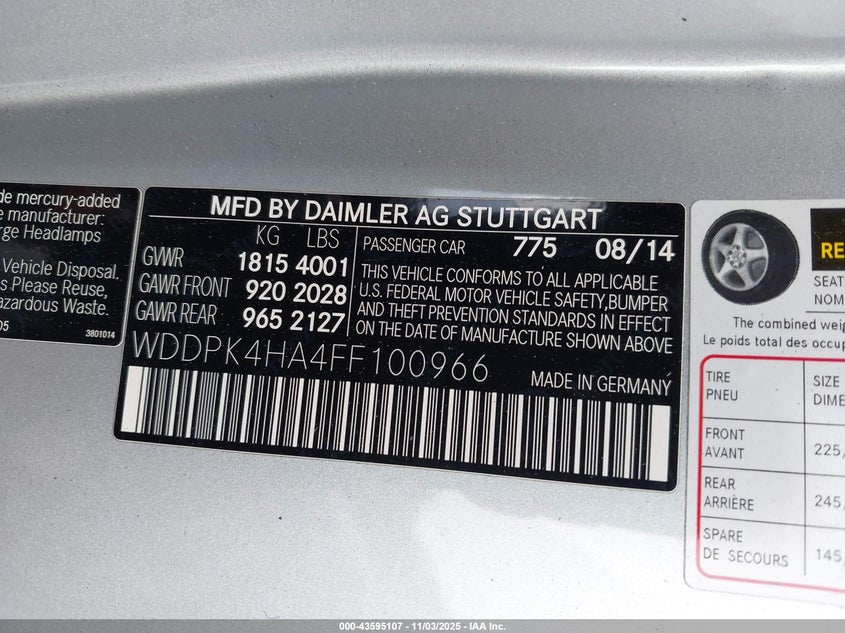 de mercury-added
e manufacturer:
rge Headlamps
Vehicle Disposal.
s Please Reuse,
azardous Waste.
05
3801014
MFD BY DAIMLER AG STUTTGART
KG LBS
GVWR 1815 4001
GAWR FRONT 920 2028
GAWR REAR 965 2127
PASSENGER CAR 775 08/14
THIS VEHICLE CONFORMS TO ALL APPLICABLE
U.S. FEDERAL MOTOR VEHICLE SAFETY,BUMPER
AND THEFT PREVENTION STANDARDS IN EFFECT
ON THE DATE OF MANUFACTURE SHOWN ABOVE
WDDPK4HA4FF100966
MADE IN GERMANY
RE
SEAT
NOM
The combined weig
Le poids total des occup
TIRE SIZE
PNEU DIME
FRONT
AVANT 225/
REAR
ARRIÈRE 245/
SPARE
DE SECOURS 145/
000-43595107 - 11/03/2025 - IAA Inc.